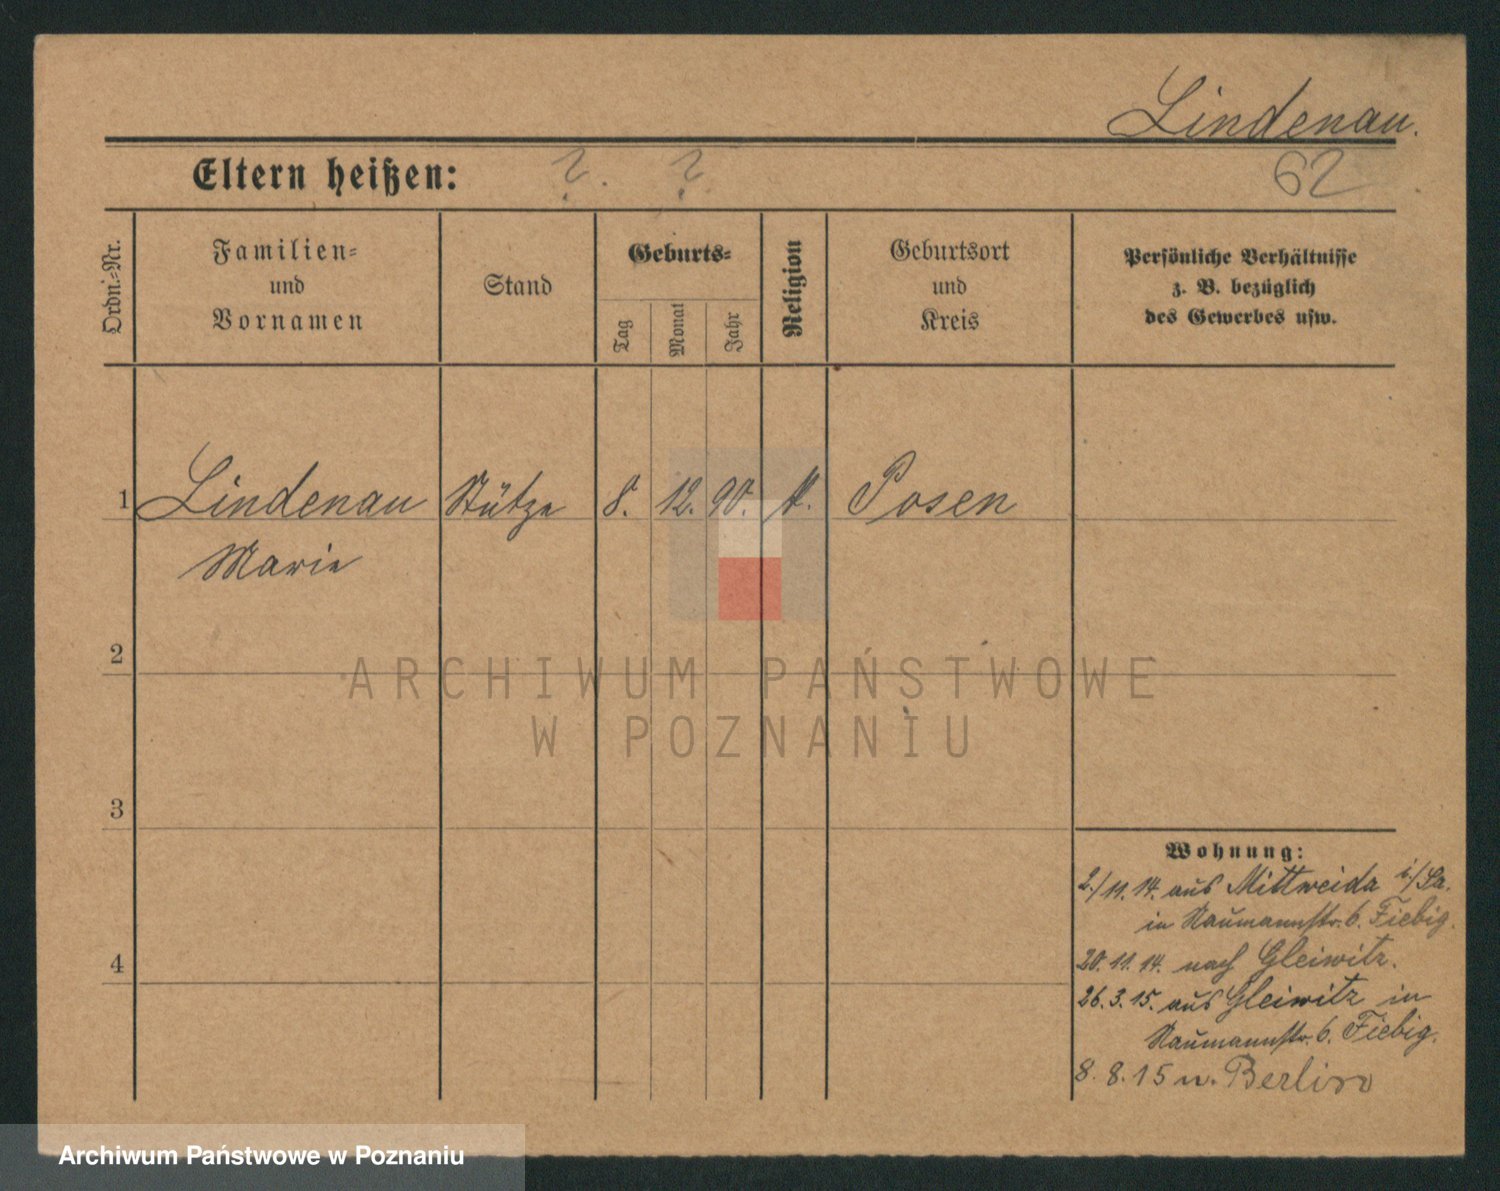 Lindenau.
Eltern heißen: ?. ?.
62
Ordn.-Nr.
Familien-
und
Vornamen
Stand
Geburts-
Tag
Monat
Jahr
Religion
Geburtsort
und
Kreis
Persönliche Verhältnisse
z. B. bezüglich
des Gewerbes usw.
1 Lindenau Stütze 8. 12. 90. k. Posen
Marie
2
3
4
Wohnung:
2./11. 14. aus Mittweida i./Sa.
in Naumannstr. 6. Fiebig.
20. 11. 14. nach Gleiwitz.
26. 3. 15. aus Gleiwitz in
Naumannstr. 6. Fiebig.
8. 8. 15 n. Berlin
ARCHIWUM PAŃSTWOWE
W POZNANIU
Archiwum Państwowe w Poznaniu